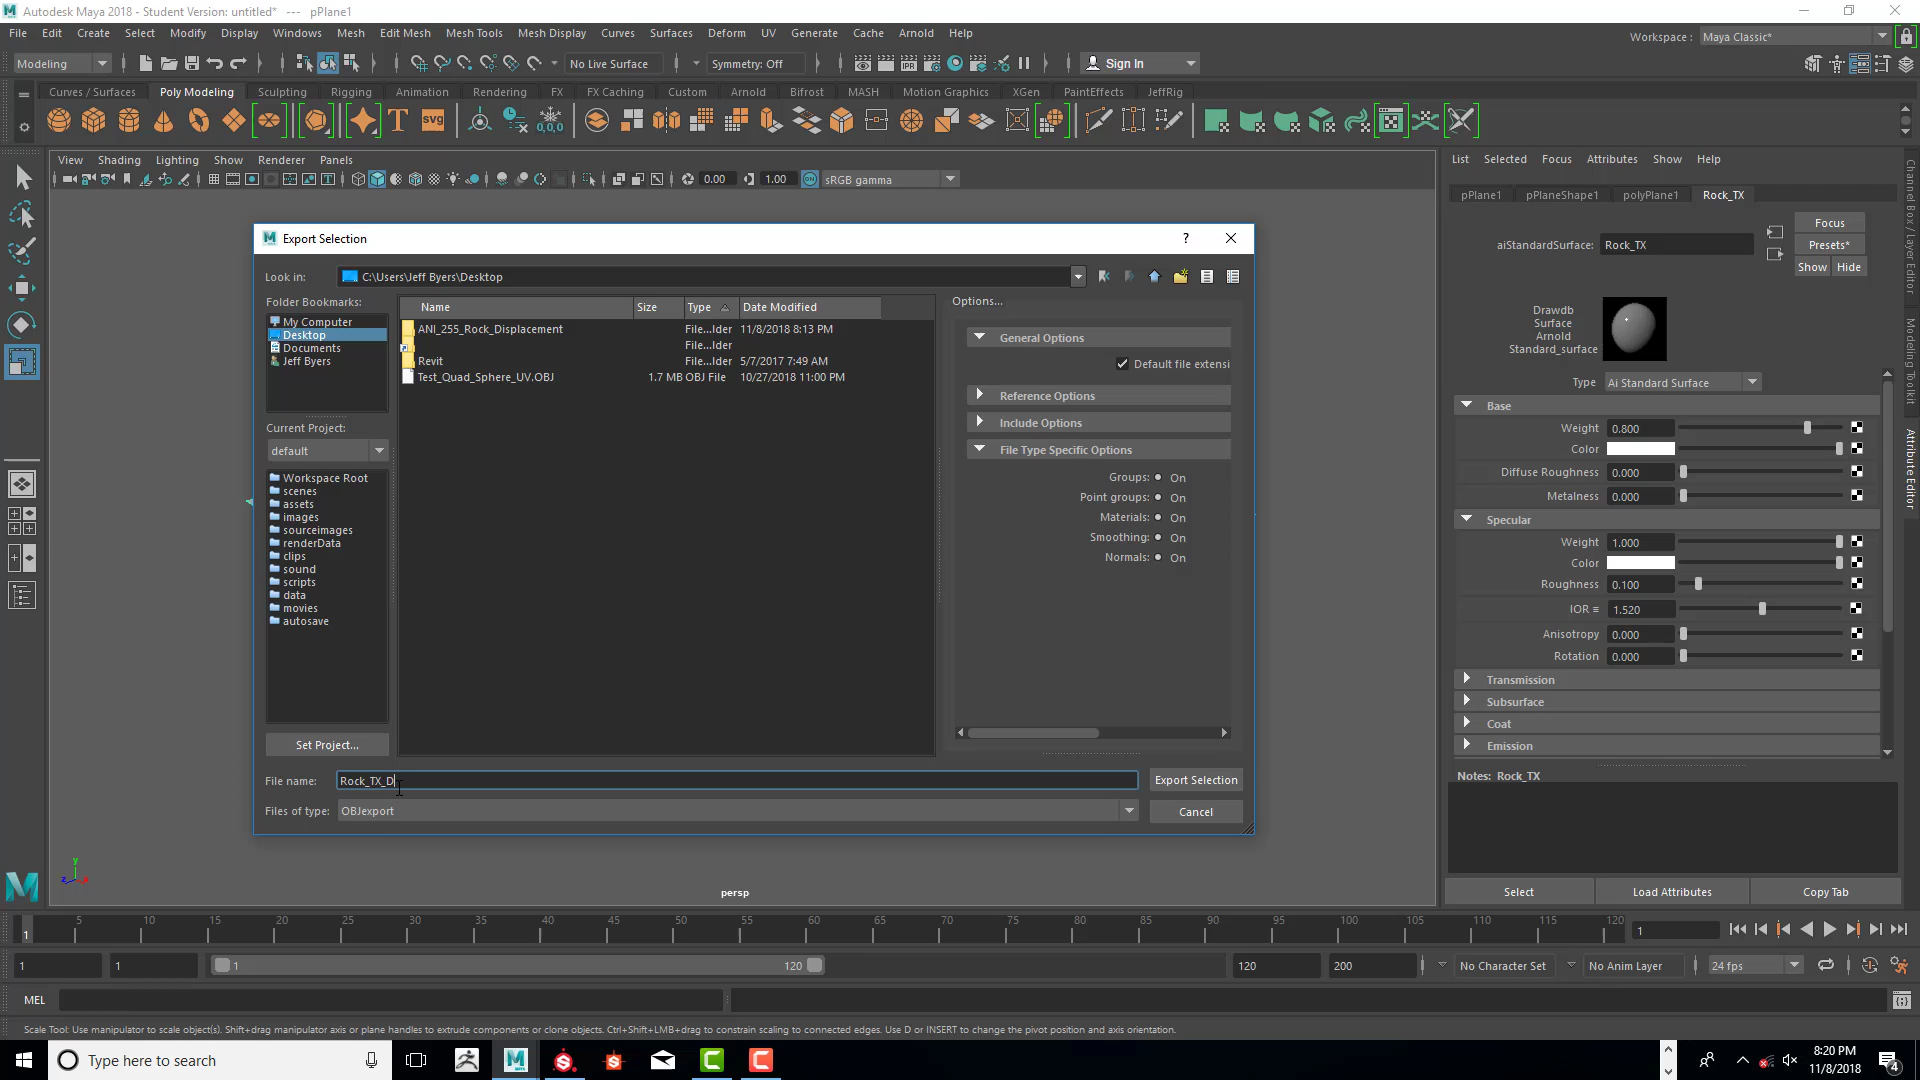 Autodesk Maya 2018 - Student Version: untitled* --- pPlane1
File Edit Create Select Modify Display Windows Mesh Edit Mesh Mesh Tools Mesh Display Curves Surfaces Deform UV Generate Cache Arnold Help
Workspace : Maya Classic*
Modeling No Live Surface Symmetry: Off Sign In
Curves / Surfaces Poly Modeling Sculpting Rigging Animation Rendering FX FX Caching Custom Arnold Bifrost MASH Motion Graphics XGen PaintEffects JeffRig
T svg 0,0,0
View Shading Lighting Show Renderer Panels
0.00 1.00 sRGB gamma
List Selected Focus Attributes Show Help
pPlane1 pPlaneShape1 polyPlane1 Rock_TX
aiStandardSurface: Rock_TX
Focus
Presets*
Show Hide
Drawdb
Surface
Arnold
Standard_surface
Type Ai Standard Surface
Base
Weight 0.800
Color
Diffuse Roughness 0.000
Metalness 0.000
Specular
Weight 1.000
Color
Roughness 0.100
IOR 1.520
Anisotropy 0.000
Rotation 0.000
Transmission
Subsurface
Coat
Emission
Notes: Rock_TX
Select Load Attributes Copy Tab
Channel Box / Layer Editor
Modeling Toolkit
Attribute Editor
Export Selection
?
Look in: C:\Users\Jeff Byers\Desktop
Folder Bookmarks:
My Computer
Desktop
Documents
Jeff Byers
Current Project:
default
Workspace Root
scenes
assets
images
sourceimages
renderData
clips
sound
scripts
data
movies
autosave
Set Project...
Name Size Type Date Modified
ANI_255_Rock_Displacement File...lder 11/8/2018 8:13 PM
File...lder
Revit File...lder 5/7/2017 7:49 AM
Test_Quad_Sphere_UV.OBJ 1.7 MB OBJ File 10/27/2018 11:00 PM
Options...
General Options
Default file extensi
Reference Options
Include Options
File Type Specific Options
Groups: On
Point groups: On
Materials: On
Smoothing: On
Normals: On
File name: Rock_TX_D Export Selection
Files of type: OBJexport Cancel
y
z
persp
5 10 15 20 25 30 35 40 45 50 55 60 65 70 75 80 85 90 95 100 105 110 115 120
1 1
1 1 1 120 120 200 No Character Set No Anim Layer 24 fps
MEL
Scale Tool: Use manipulator to scale object(s). Shift+drag manipulator axis or plane handles to extrude components or clone objects. Ctrl+Shift+LMB+drag to constrain scaling to connected edges. Use D or INSERT to change the pivot position and axis orientation.
Type here to search
8:20 PM
11/8/2018
4